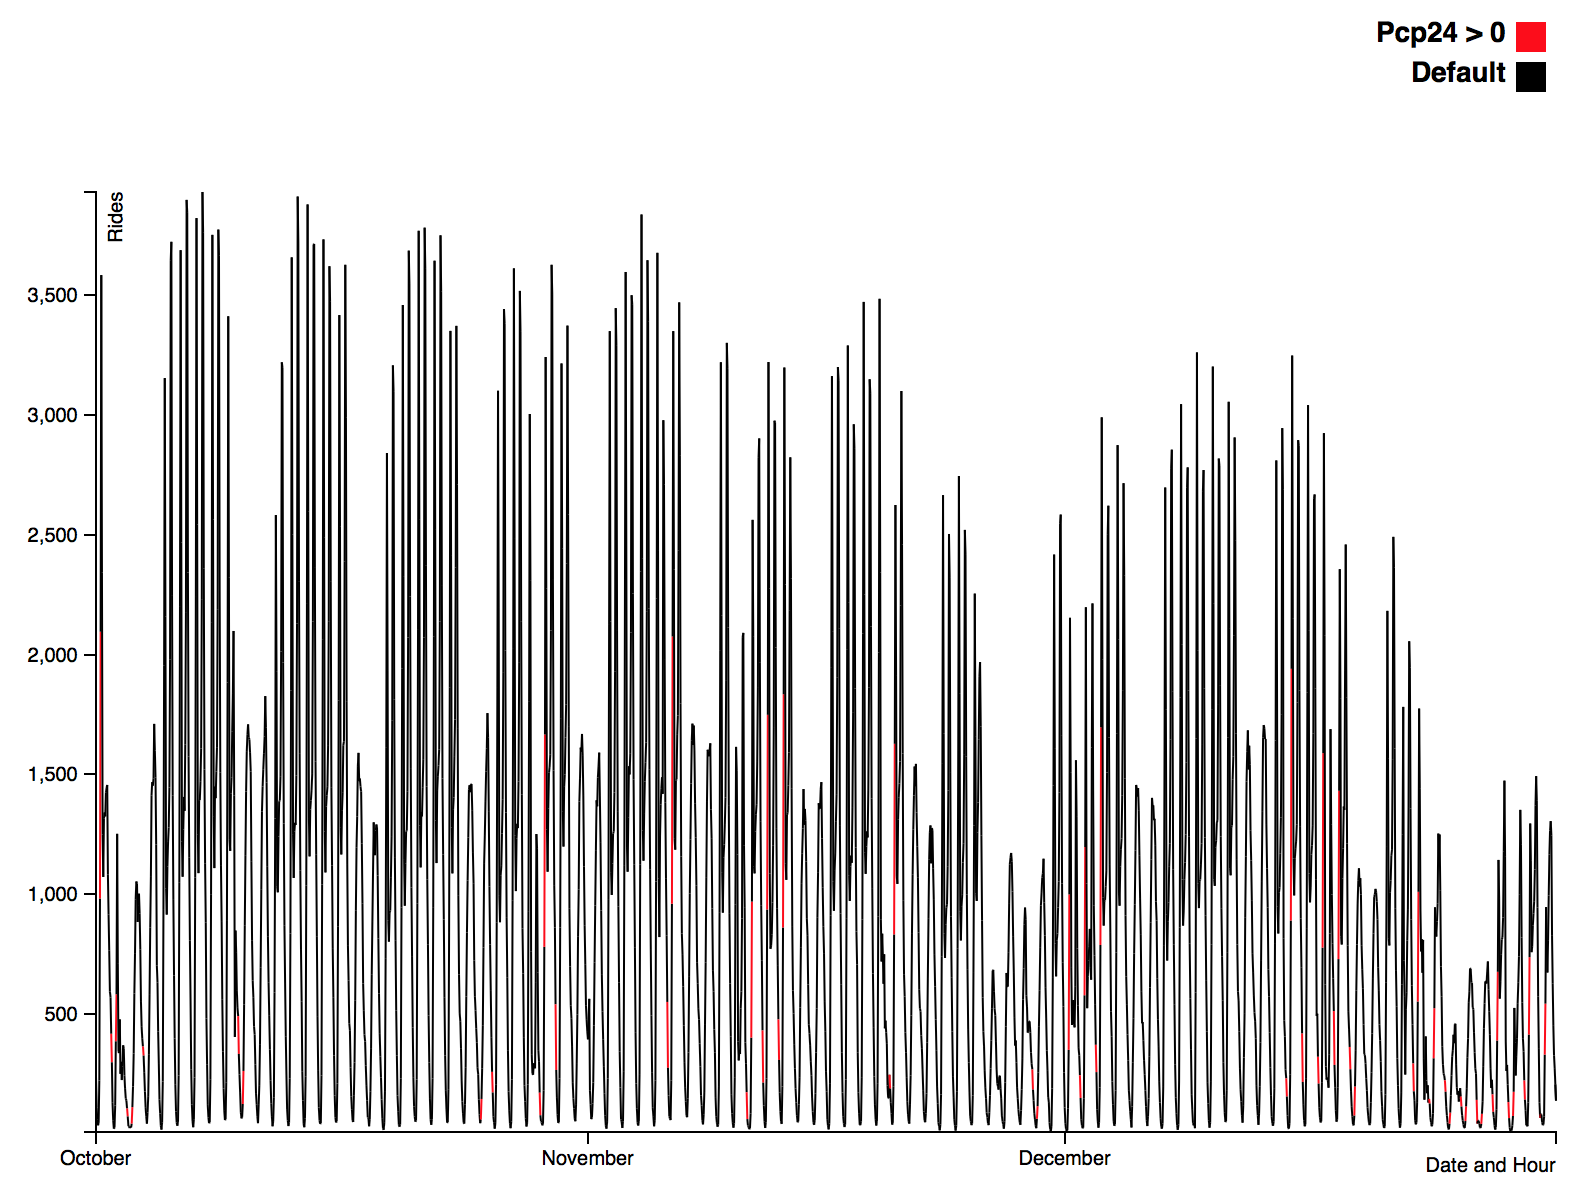 Pcp24 > 0
Default
Rides
3,500
3,000
2,500
2,000
1,500
1,000
500
October
November
December
Date and Hour